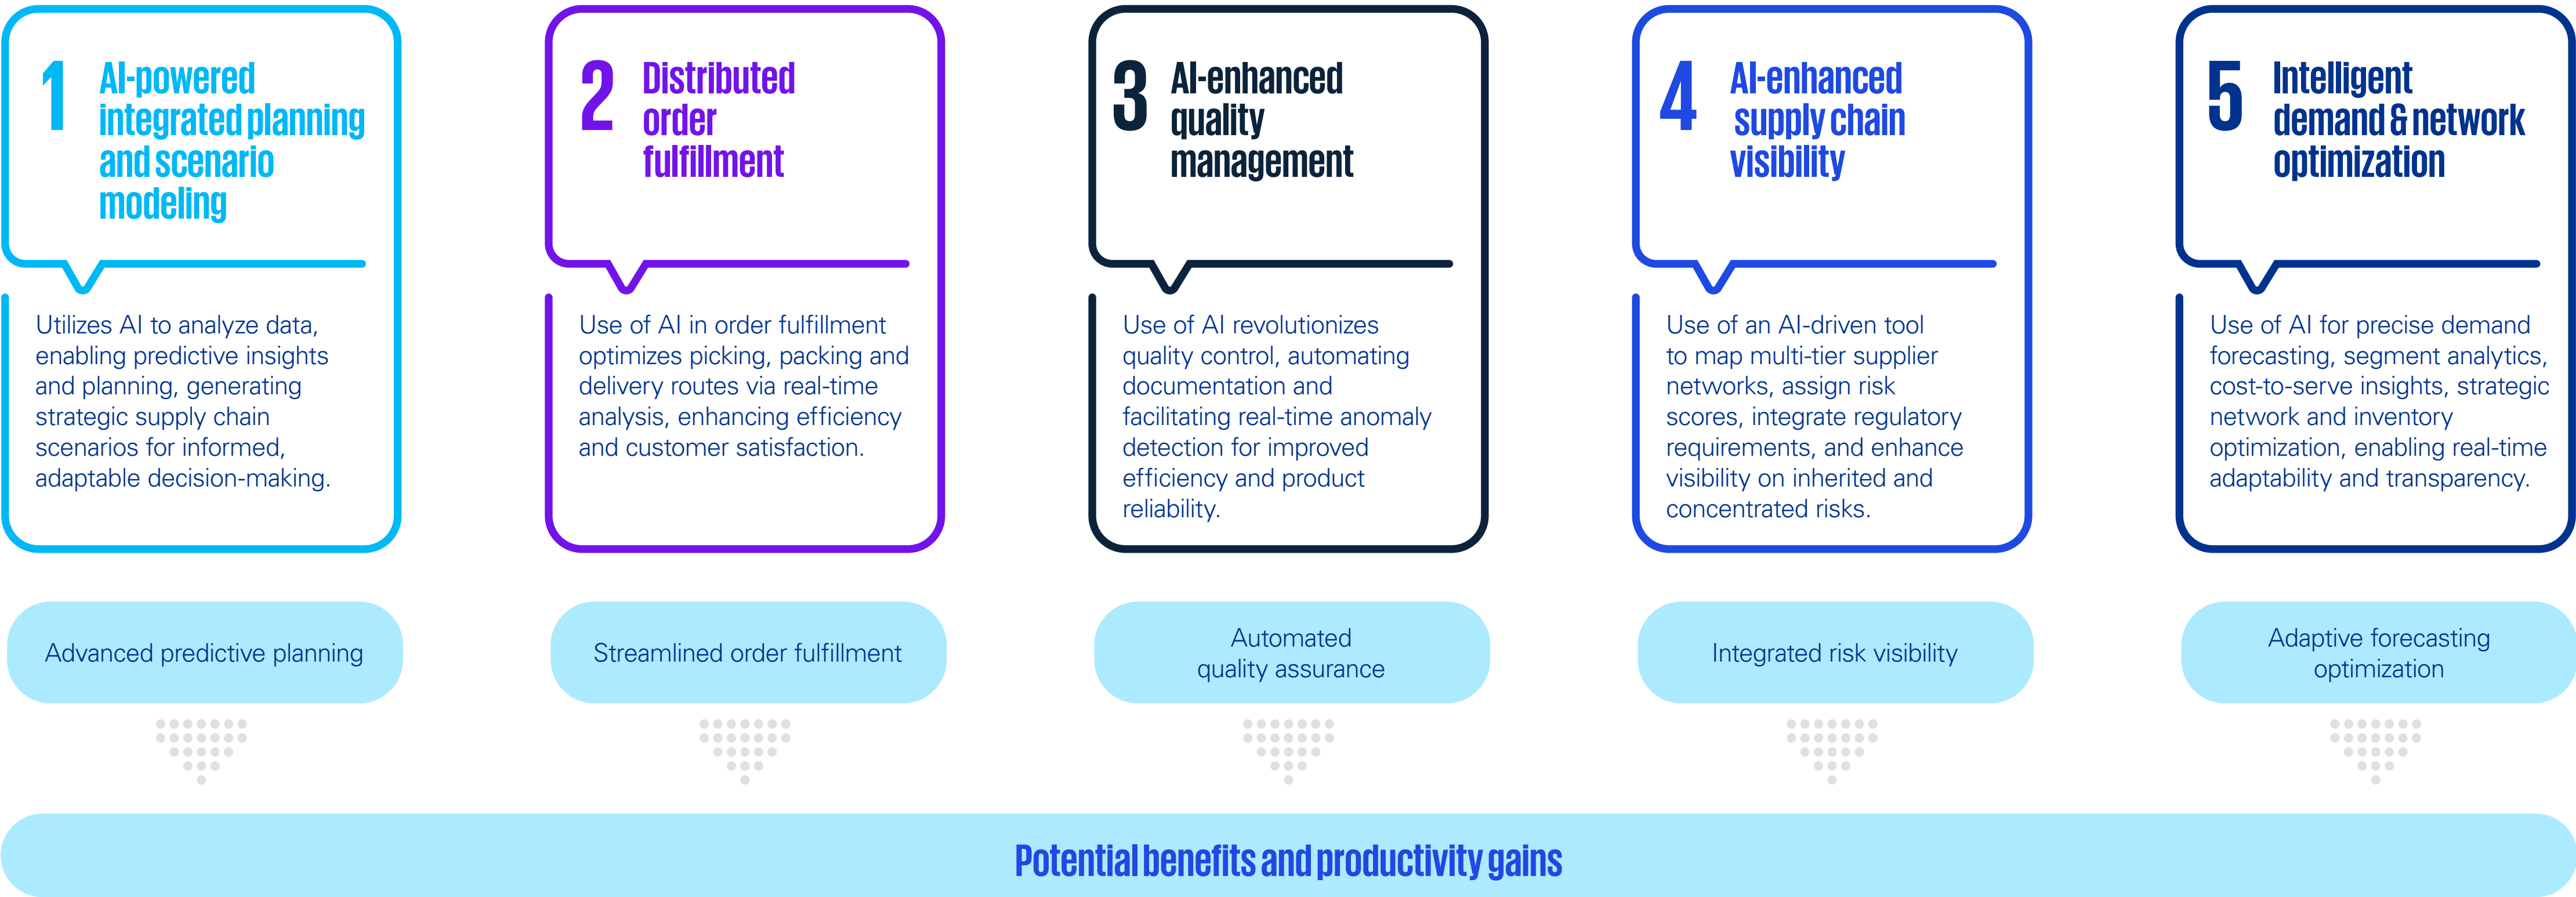 1
AI-powered
integrated planning
and scenario
modeling
Utilizes AI to analyze data,
enabling predictive insights
and planning, generating
strategic supply chain
scenarios for informed,
adaptable decision-making.
Advanced predictive planning
2
Distributed
order
fulfillment
Use of AI in order fulfillment
optimizes picking, packing and
delivery routes via real-time
analysis, enhancing efficiency
and customer satisfaction.
Streamlined order fulfillment
3
AI-enhanced
quality
management
Use of AI revolutionizes
quality control, automating
documentation and
facilitating real-time anomaly
detection for improved
efficiency and product
reliability.
Automated
quality assurance
4
AI-enhanced
supply chain
visibility
Use of an AI-driven tool
to map multi-tier supplier
networks, assign risk
scores, integrate regulatory
requirements, and enhance
visibility on inherited and
concentrated risks.
Integrated risk visibility
5
Intelligent
demand & network
optimization
Use of AI for precise demand
forecasting, segment analytics,
cost-to-serve insights, strategic
network and inventory
optimization, enabling real-time
adaptability and transparency.
Adaptive forecasting
optimization
Potential benefits and productivity gains